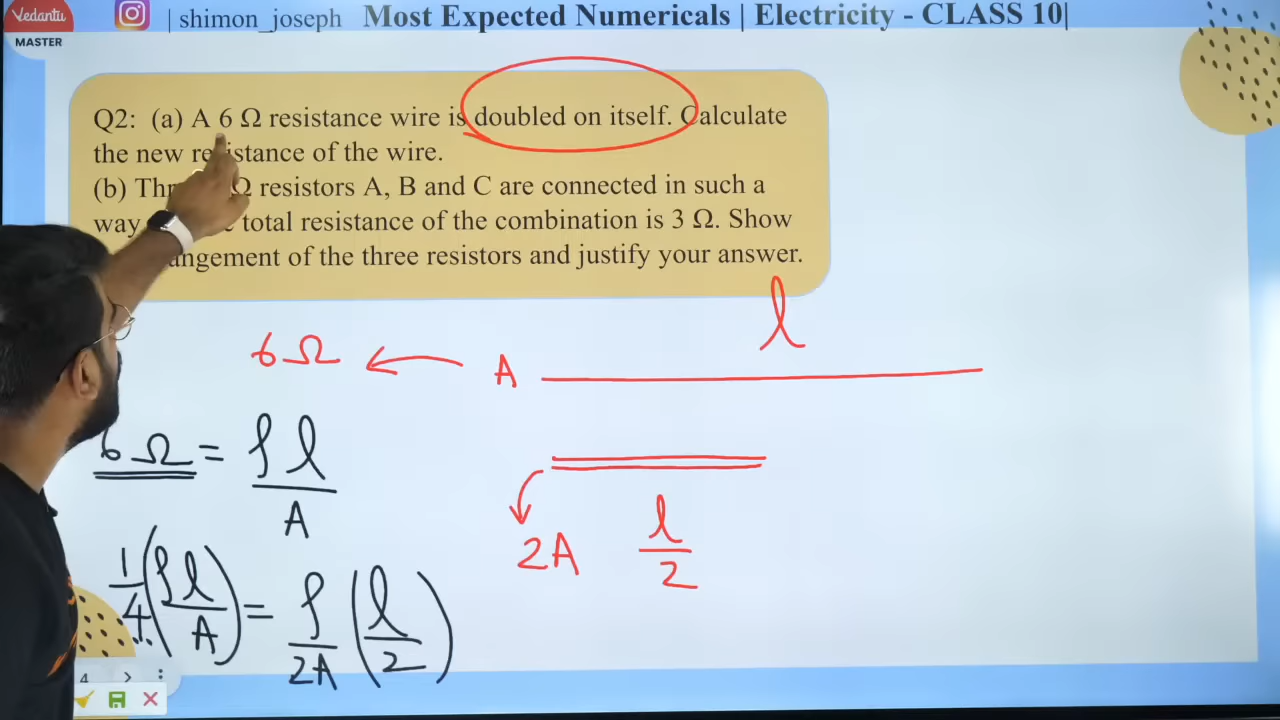 Vedantu
MASTER
| shimon_joseph Most Expected Numericals | Electricity - CLASS 10|
Q2: (a) A 6 Ω resistance wire is doubled on itself. Calculate
the new resistance of the wire.
(b) Ω resistors A, B and C are connected in such a
way total resistance of the combination is 3 Ω. Show
angement of the three resistors and justify your answer.
l
6 Ω ← A
6 Ω = ρl/A
2A l/2
1/4 (ρl/A) = ρ/2A (l/2)
4 >